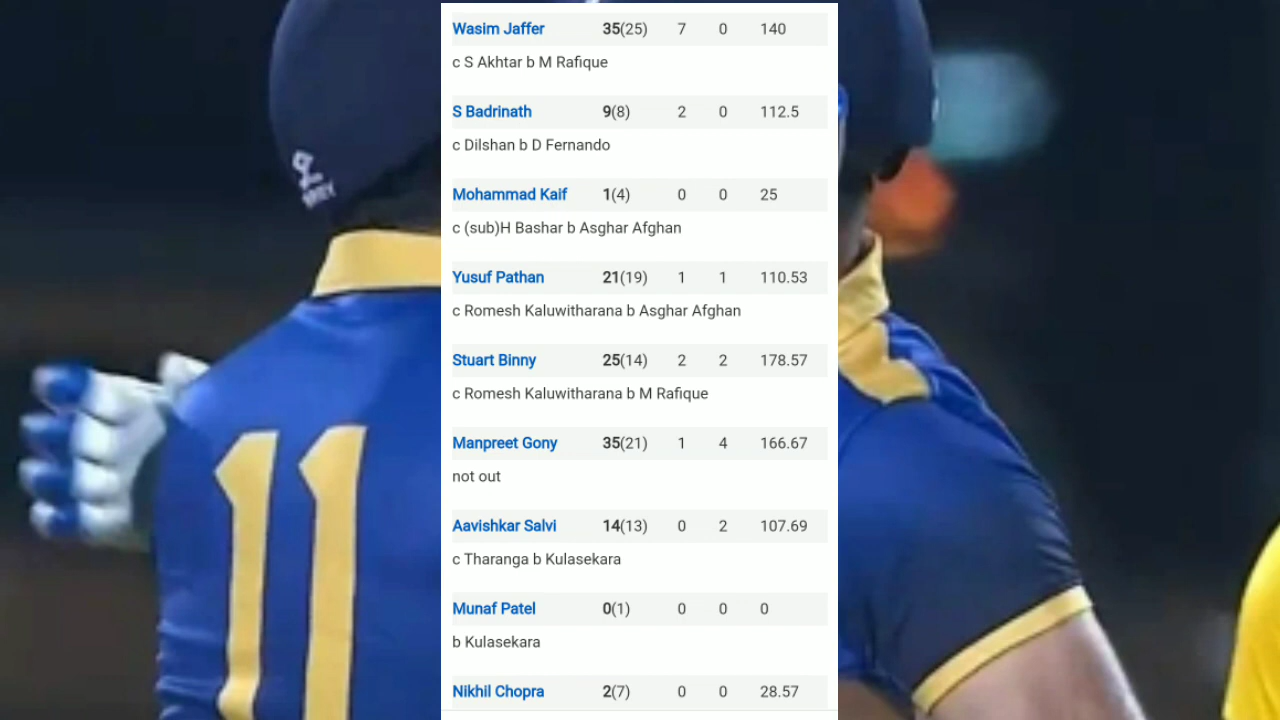 Wasim Jaffer 35(25) 7 0 140
c S Akhtar b M Rafique
S Badrinath 9(8) 2 0 112.5
c Dilshan b D Fernando
Mohammad Kaif 1(4) 0 0 25
c (sub)H Bashar b Asghar Afghan
Yusuf Pathan 21(19) 1 1 110.53
c Romesh Kaluwitharana b Asghar Afghan
Stuart Binny 25(14) 2 2 178.57
c Romesh Kaluwitharana b M Rafique
Manpreet Gony 35(21) 1 4 166.67
not out
Aavishkar Salvi 14(13) 0 2 107.69
c Tharanga b Kulasekara
Munaf Patel 0(1) 0 0 0
b Kulasekara
Nikhil Chopra 2(7) 0 0 28.57
11